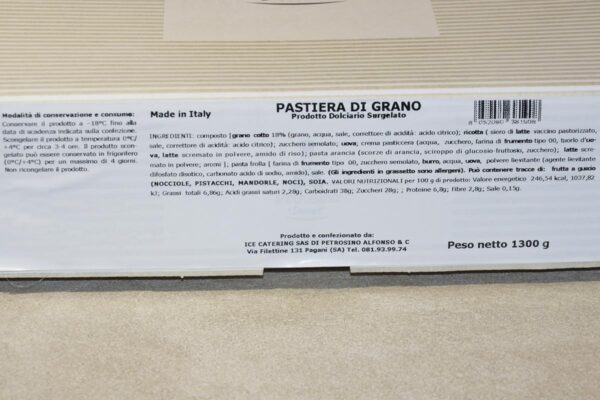 Modalità di conservazione e consumo:
Conservare il prodotto a -18°C fino alla
data di scadenza indicata sulla confezione.
Scongelare il prodotto a temperatura 0°C/
+4°C per circa 3-4 ore. Il prodotto scon-
gelato può essere conservato in frigorifero
(0°C/+4°C) per un massimo di 4 giorni.
Non ricongelare il prodotto.
Made in Italy
PASTIERA DI GRANO
Prodotto Dolciario Surgelato
8 052080 381508
INGREDIENTI: composto [grano cotto 18% (grano, acqua, sale, correttore di acidità: acido citrico); ricotta ( siero di latte vaccino pastorizzato,
sale, correttore di acidità: acido citrico); zucchero semolato; uova; crema pasticcera (acqua, zucchero, farina di frumento tipo 00, tuorlo d'uo-
va, latte scremato in polvere, amido di riso); pasta arancia (scorze di arancia, sciroppo di glucosio-fruttosio, zucchero); latte scre-
mato in polvere; aromi ] pasta frolla [ farina di frumento tipo 00, zucchero semolato, burro, acqua, uova, polvere lievitante (agente lievitante
difosfato disotico, carbonato acido di sodio, amido), sale. (Gli ingredienti in grassetto sono allergeni). Può contenere tracce di: frutta a guscio
(NOCCIOLE, PISTACCHI, MANDORLE, NOCI), SOIA. VALORI NUTRIZIONALI per 100 g di prodotto: Valore energetico 246,54 kcal, 1037,82
kJ; Grassi totali 6,86g; Acidi grassi saturi 2,28g; Carboidrati 38g; Zuccheri 28g; ; Proteine 6,8g; Fibre 2,8g; Sale 0,15g.
Prodotto e confezionato da:
ICE CATERING SAS DI PETROSINO ALFONSO & C
Via Filettine 131 Pagani (SA) Tel. 081.93.99.74
Peso netto 1300 g